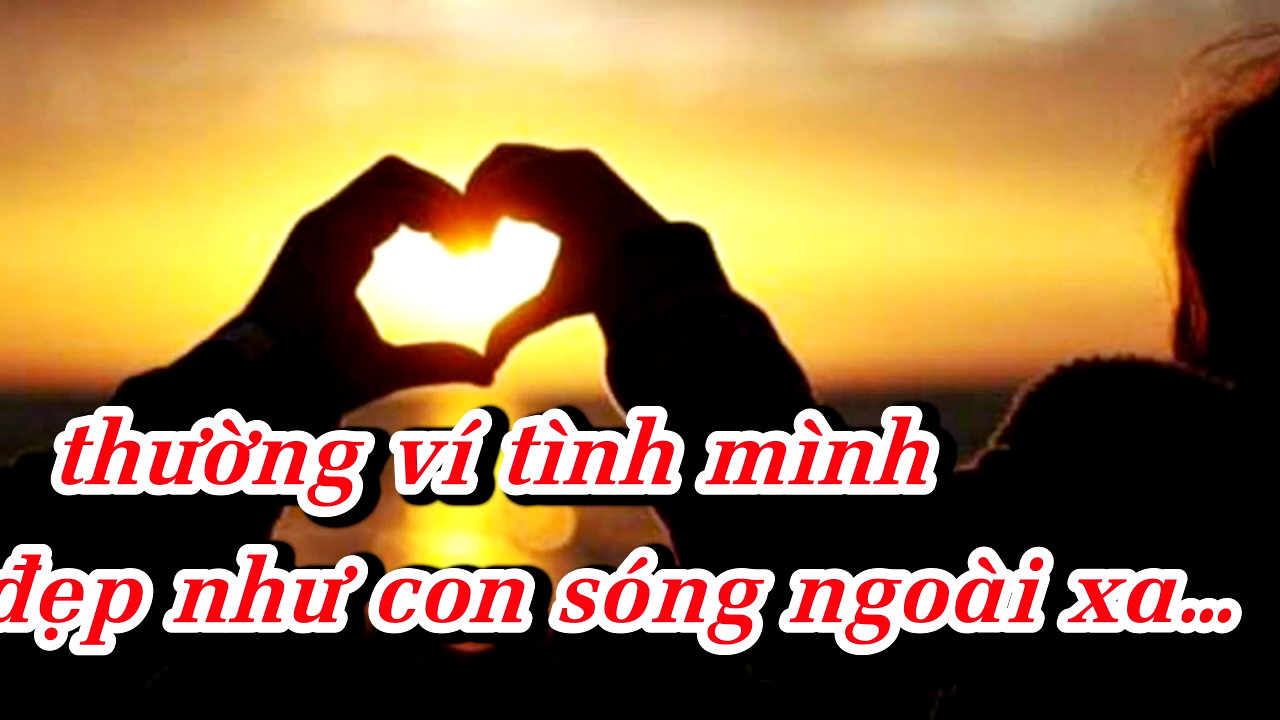 thường ví tình mình
đẹp như con sóng ngoài xa...